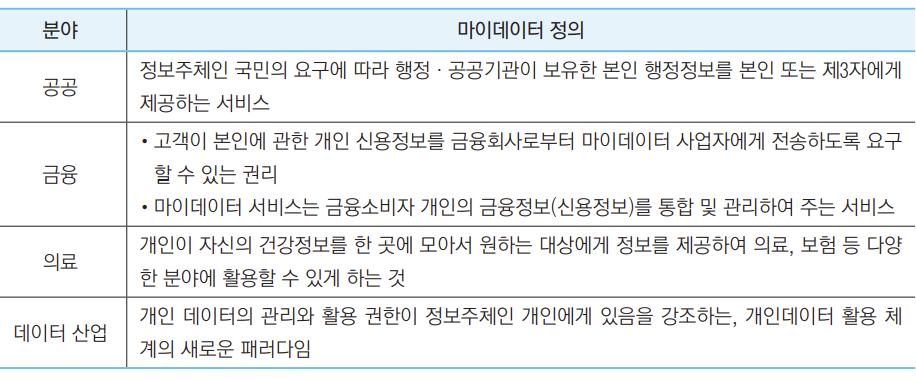 분야
마이데이터 정의
공공
정보주체인 국민의 요구에 따라 행정·공공기관이 보유한 본인 행정정보를 본인 또는 제3자에게
제공하는 서비스
금융
• 고객이 본인에 관한 개인 신용정보를 금융회사로부터 마이데이터 사업자에게 전송하도록 요구
할 수 있는 권리
• 마이데이터 서비스는 금융소비자 개인의 금융정보(신용정보)를 통합 및 관리하여 주는 서비스
의료
개인이 자신의 건강정보를 한 곳에 모아서 원하는 대상에게 정보를 제공하여 의료, 보험 등 다양
한 분야에 활용할 수 있게 하는 것
데이터 산업
개인 데이터의 관리와 활용 권한이 정보주체인 개인에게 있음을 강조하는, 개인데이터 활용 체
계의 새로운 패러다임